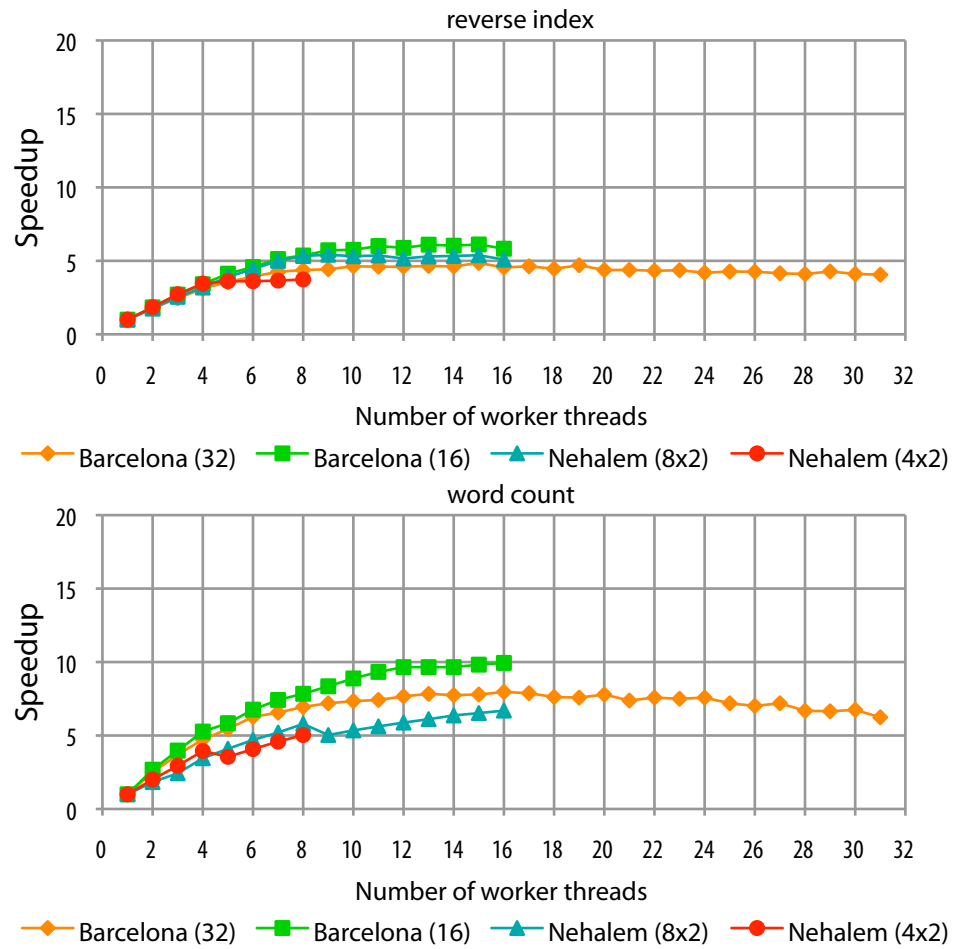 reverse index
20
15
10
5
0
Speedup
0 2 4 6 8 10 12 14 16 18 20 22 24 26 28 30 32
Number of worker threads
Barcelona (32) Barcelona (16) Nehalem (8x2) Nehalem (4x2)
word count
20
15
10
5
0
Speedup
0 2 4 6 8 10 12 14 16 18 20 22 24 26 28 30 32
Number of worker threads
Barcelona (32) Barcelona (16) Nehalem (8x2) Nehalem (4x2)